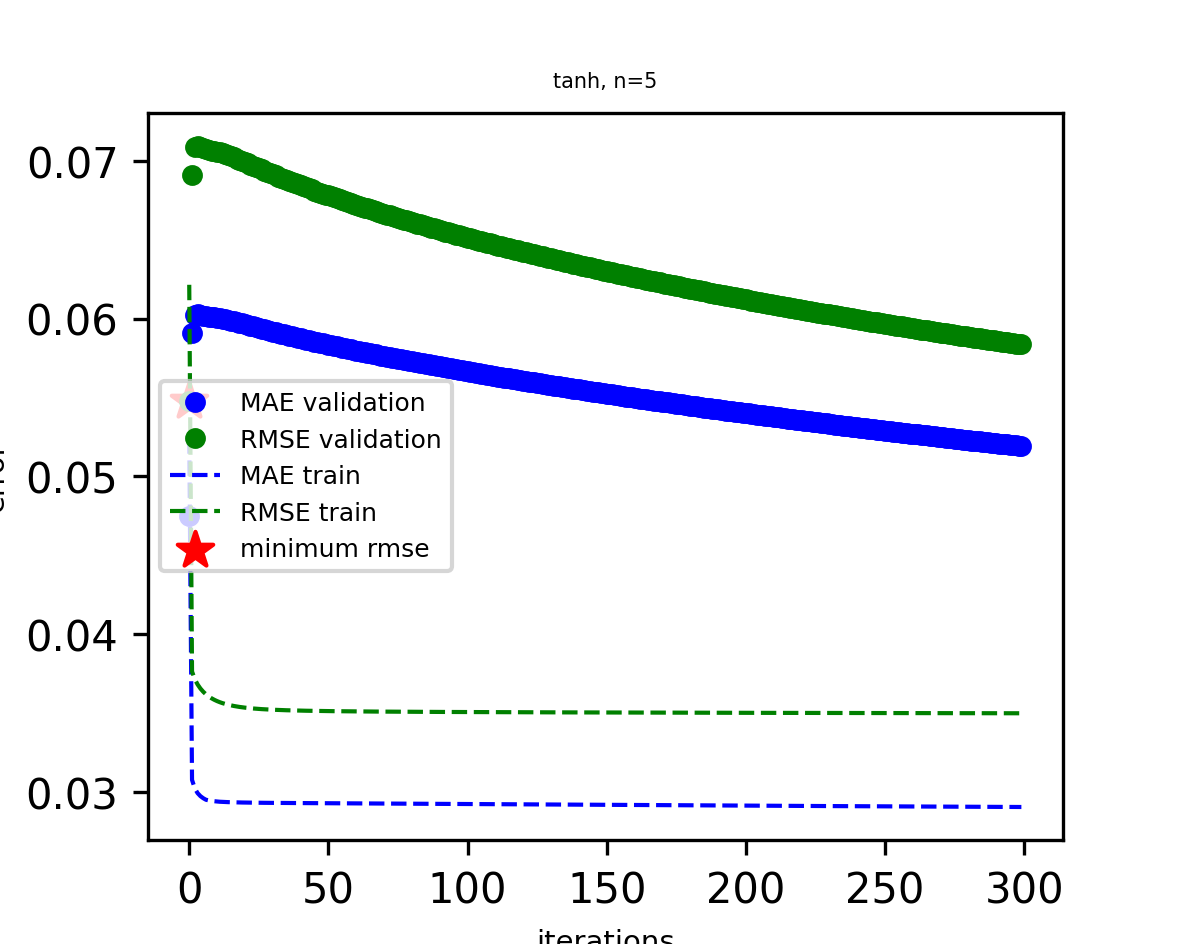 tanh, n=5
0.07
0.06
0.05
0.04
0.03
error
MAE validation
RMSE validation
MAE train
RMSE train
minimum rmse
0 50 100 150 200 250 300
iterations